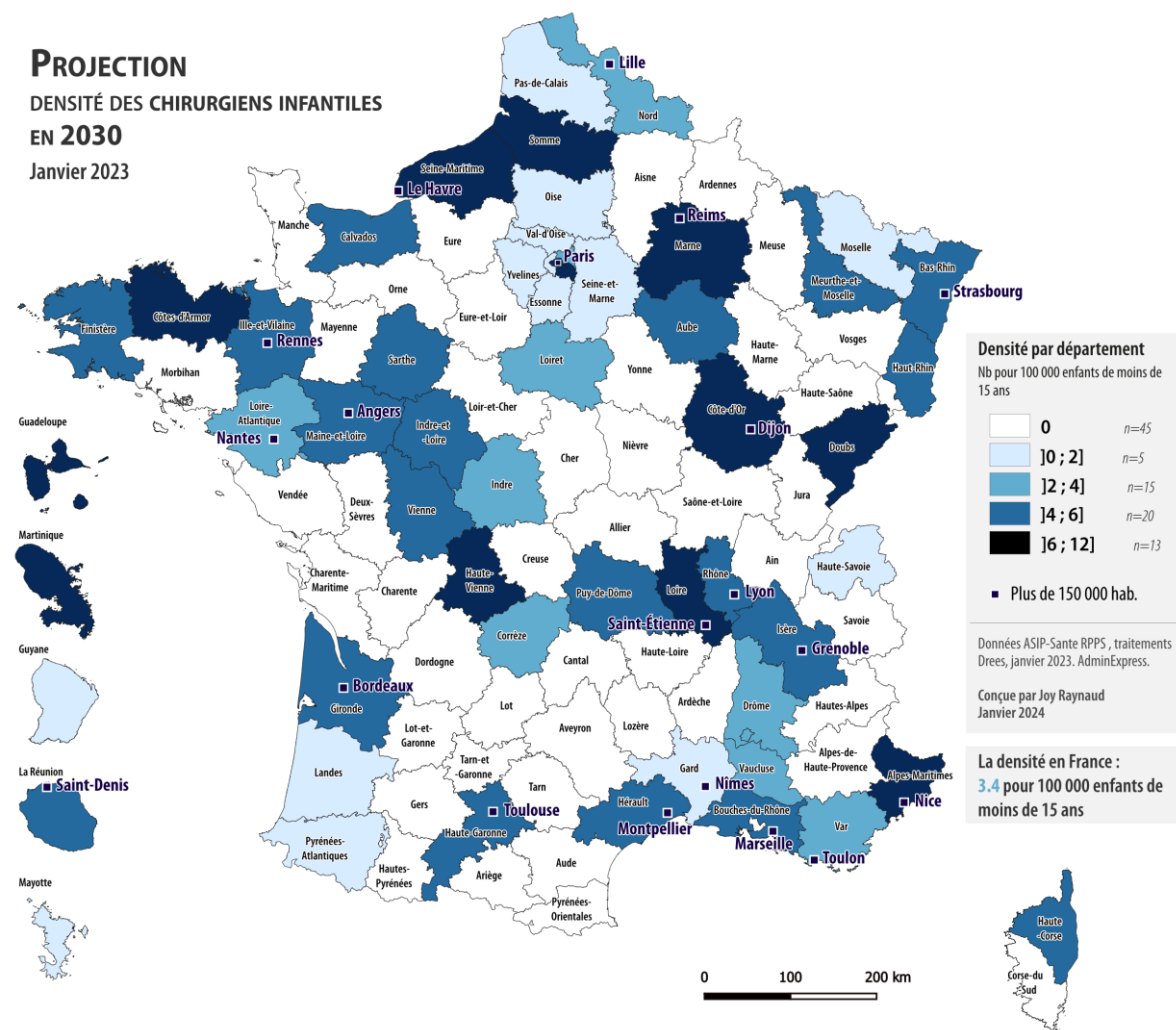 PROJECTION
DENSITÉ DES CHIRURGIENS INFANTILES
EN 2030
Janvier 2023
Lille
Pas-de-Calais
Nord
Somme
Seine-Maritime
Le Havre
Aisne
Ardennes
Oise
Reims
Manche
Calvados
Eure
Val-d'Oise
Marne
Meuse
Moselle
Paris
Bas-Rhin
Yvelines
Seine-et-
Marne
Meurthe-et-
Moselle
Strasbourg
Orne
Essonne
Côtes-d'Armor
Finistère
Ille-et-Vilaine
Rennes
Mayenne
Eure-et-Loir
Aube
Vosges
Haute-
Marne
Sarthe
Loiret
Yonne
Haut-Rhin
Morbihan
Haute-Saône
Loire-
Atlantique
Angers
Loir-et-Cher
Côte-d'Or
Dijon
Nantes
Maine-et-Loire
Indre-et
-Loire
Nièvre
Doubs
Cher
Vendée
Deux-
Sèvres
Vienne
Indre
Saône-et-Loire
Jura
Allier
Charente-
Maritime
Charente
Haute-
Vienne
Creuse
Ain
Haute-Savoie
Puy-de-Dôme
Loire
Rhône
Lyon
Saint-Étienne
Savoie
Corrèze
Isère
Grenoble
Dordogne
Cantal
Haute-Loire
Bordeaux
Gironde
Lot
Ardèche
Drôme
Hautes-Alpes
Lot-et-
Garonne
Aveyron
Lozère
Alpes-de-
Haute-Provence
Tarn-et
-Garonne
Landes
Gard
Nimes
Vaucluse
Alpes-Maritimes
Nice
Gers
Toulouse
Tarn
Hérault
Montpellier
Bouches-du-Rhône
Marseille
Var
Toulon
Haute-Garonne
Pyrénées-
Atlantiques
Hautes-
Pyrénées
Ariège
Aude
Pyrénées-
Orientales
Haute
-Corse
Corse-du
-Sud
Guadeloupe
Martinique
Guyane
La Réunion
Saint-Denis
Mayotte
Densité par département
Nb pour 100 000 enfants de moins de
15 ans
0 n=45
]0 ; 2] n=5
]2 ; 4] n=15
]4 ; 6] n=20
]6 ; 12] n=13
Plus de 150 000 hab.
Données ASIP-Sante RPPS , traitements
Drees, janvier 2023. AdminExpress.
Conçue par Joy Raynaud
Janvier 2024
La densité en France :
3.4 pour 100 000 enfants de
moins de 15 ans
0 100 200 km